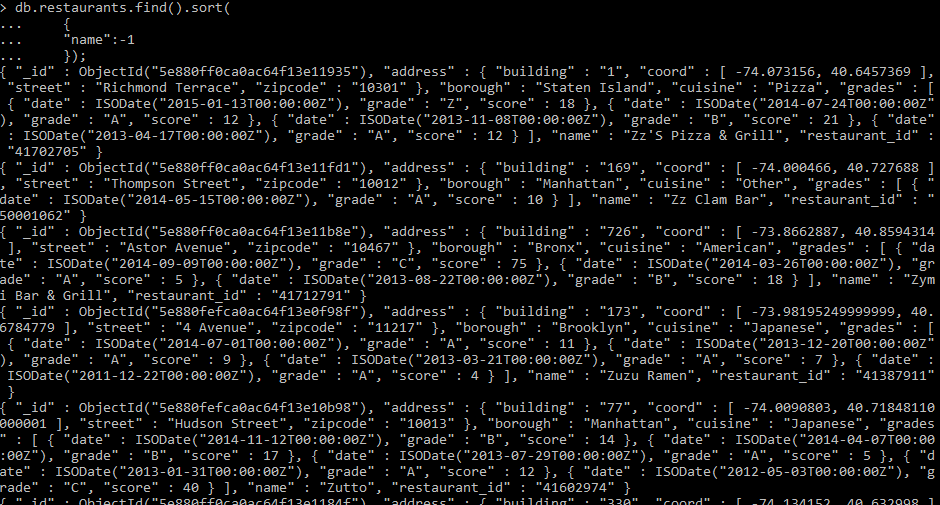 > db.restaurants.find().sort(
...     {
...     "name":-1
...     });
{ "_id" : ObjectId("5e880ff0ca0ac64f13e11935"), "address" : { "building" : "1", "coord" : [ -74.073156, 40.6457369 ],
 "street" : "Richmond Terrace", "zipcode" : "10301" }, "borough" : "Staten Island", "cuisine" : "Pizza", "grades" : [
 { "date" : ISODate("2015-01-13T00:00:00Z"), "grade" : "Z", "score" : 18 }, { "date" : ISODate("2014-07-24T00:00:00Z"
), "grade" : "A", "score" : 12 }, { "date" : ISODate("2013-11-08T00:00:00Z"), "grade" : "B", "score" : 21 }, { "date"
 : ISODate("2013-04-17T00:00:00Z"), "grade" : "A", "score" : 12 } ], "name" : "Zz'S Pizza & Grill", "restaurant_id" :
 "41702705" }
{ "_id" : ObjectId("5e880ff0ca0ac64f13e11fd1"), "address" : { "building" : "169", "coord" : [ -74.000466, 40.727688 ]
, "street" : "Thompson Street", "zipcode" : "10012" }, "borough" : "Manhattan", "cuisine" : "Other", "grades" : [ { "
date" : ISODate("2014-05-15T00:00:00Z"), "grade" : "A", "score" : 10 } ], "name" : "Zz Clam Bar", "restaurant_id" : "
50001062" }
{ "_id" : ObjectId("5e880ff0ca0ac64f13e11b8e"), "address" : { "building" : "726", "coord" : [ -73.8662887, 40.8594314
 ], "street" : "Astor Avenue", "zipcode" : "10467" }, "borough" : "Bronx", "cuisine" : "American", "grades" : [ { "da
te" : ISODate("2014-09-09T00:00:00Z"), "grade" : "C", "score" : 75 }, { "date" : ISODate("2014-03-26T00:00:00Z"), "gr
ade" : "A", "score" : 5 }, { "date" : ISODate("2013-08-22T00:00:00Z"), "grade" : "B", "score" : 18 } ], "name" : "Zym
i Bar & Grill", "restaurant_id" : "41712791" }
{ "_id" : ObjectId("5e880fefca0ac64f13e0f98f"), "address" : { "building" : "173", "coord" : [ -73.98195249999999, 40.
6784779 ], "street" : "4 Avenue", "zipcode" : "11217" }, "borough" : "Brooklyn", "cuisine" : "Japanese", "grades" : [
 { "date" : ISODate("2014-07-01T00:00:00Z"), "grade" : "A", "score" : 11 }, { "date" : ISODate("2013-12-20T00:00:00Z"
), "grade" : "A", "score" : 9 }, { "date" : ISODate("2013-03-21T00:00:00Z"), "grade" : "A", "score" : 7 }, { "date" :
 ISODate("2011-12-22T00:00:00Z"), "grade" : "A", "score" : 4 } ], "name" : "Zuzu Ramen", "restaurant_id" : "41387911"
 }
{ "_id" : ObjectId("5e880fefca0ac64f13e10b98"), "address" : { "building" : "77", "coord" : [ -74.0090803, 40.71848110
000001 ], "street" : "Hudson Street", "zipcode" : "10013" }, "borough" : "Manhattan", "cuisine" : "Japanese", "grades
" : [ { "date" : ISODate("2014-11-12T00:00:00Z"), "grade" : "B", "score" : 14 }, { "date" : ISODate("2014-04-07T00:00
:00Z"), "grade" : "B", "score" : 17 }, { "date" : ISODate("2013-07-29T00:00:00Z"), "grade" : "A", "score" : 5 }, { "d
ate" : ISODate("2013-01-31T00:00:00Z"), "grade" : "A", "score" : 12 }, { "date" : ISODate("2012-05-03T00:00:00Z"), "g
rade" : "C", "score" : 40 } ], "name" : "Zutto", "restaurant_id" : "41602974" }
{ "_id" : ObjectId("5e880ff0ca0ac64f13e1184f"), "address" : { "building" : "330", "coord" : [ -74.134152, 40.632998 ]